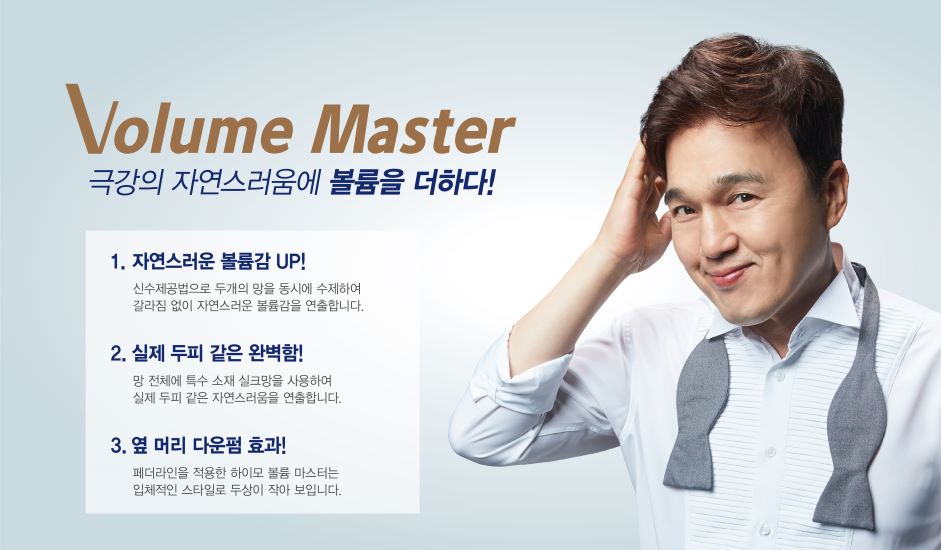 Volume Master
극강의 자연스러움에 볼륨을 더하다!
1. 자연스러운 볼륨감 UP!
신수제공법으로 두개의 망을 동시에 수제하여
갈라짐 없이 자연스러운 볼륨감을 연출합니다.
2. 실제 두피 같은 완벽함!
망 전체에 특수 소재 실크망을 사용하여
실제 두피 같은 자연스러움을 연출합니다.
3. 옆 머리 다운펌 효과!
페더라인을 적용한 하이모 볼륨 마스터는
입체적인 스타일로 두상이 작아 보입니다.